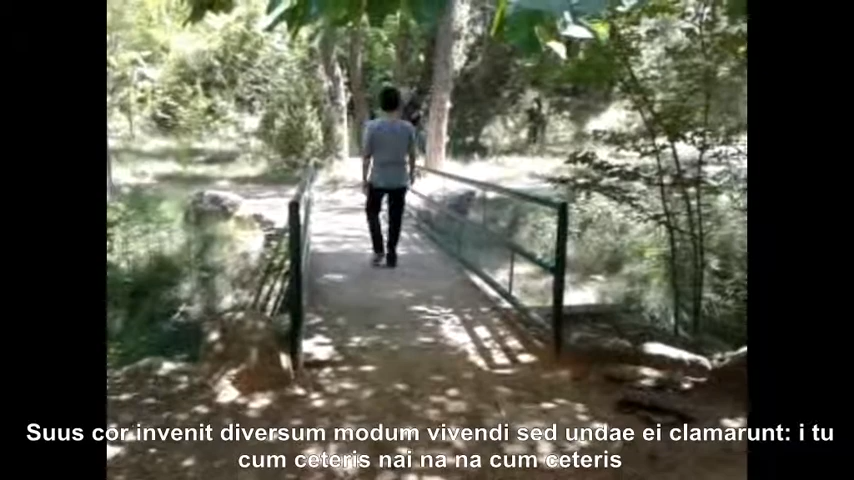 Suus cor invenit diversum modum vivendi sed undae ei clamarunt: i tu
cum ceteris nai na na cum ceteris